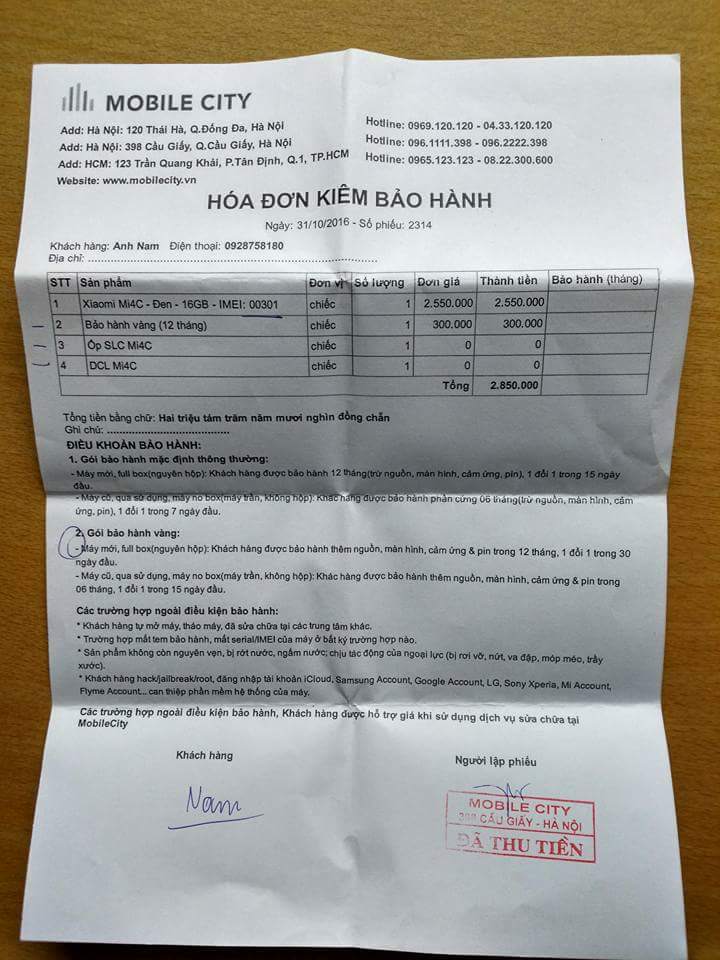 MOBILE CITY
Add: Hà Nội: 120 Thái Hà, Q.Đống Đa, Hà Nội
Hotline: 0969.120.120 - 04.33.120.120
Add: Hà Nội: 398 Cầu Giấy, Q.Cầu Giấy, Hà Nội
Hotline: 096.1111.398 - 096.2222.398
Add: HCM: 123 Trần Quang Khải, P.Tân Định, Q.1, TP.HCM
Hotline: 0965.123.123 - 08.22.300.600
Website: www.mobilecity.vn
HÓA ĐƠN KIÊM BẢO HÀNH
Ngày: 31/10/2016 - Số phiếu: 2314
Khách hàng: Anh Nam Điện thoại: 0928758180
Địa chỉ: ........................................
STT Sản phẩm Đơn vị Số lượng Đơn giá Thành tiền Bảo hành (tháng)
1 Xiaomi Mi4C - Đen - 16GB - IMEI: 00301 chiếc 1 2.550.000 2.550.000
2 Bảo hành vàng (12 tháng) chiếc 1 300.000 300.000
3 Ốp SLC Mi4C chiếc 1 0 0
4 DCL Mi4C chiếc 1 0 0
Tổng 2.850.000
Tổng tiền bằng chữ: Hai triệu tám trăm năm mươi nghìn đồng chẵn
Ghi chú: ........................................
ĐIỀU KHOẢN BẢO HÀNH:
1. Gói bảo hành mặc định thông thường:
- Máy mới, full box(nguyên hộp): Khách hàng được bảo hành 12 tháng(trừ nguồn, màn hình, cảm ứng, pin), 1 đổi 1 trong 15 ngày
đầu.
- Máy cũ, qua sử dụng, máy no box(máy trần, không hộp): Khác hàng được bảo hành phần cứng 06 tháng(trừ nguồn, màn hình, cảm
ứng, pin), 1 đổi 1 trong 7 ngày đầu.
2. Gói bảo hành vàng:
- Máy mới, full box(nguyên hộp): Khách hàng được bảo hành thêm nguồn, màn hình, cảm ứng & pin trong 12 tháng, 1 đổi 1 trong 30
ngày đầu.
- Máy cũ, qua sử dụng, máy no box(máy trần, không hộp): Khác hàng được bảo hành thêm nguồn, màn hình, cảm ứng & pin trong
06 tháng, 1 đổi 1 trong 15 ngày đầu.
Các trường hợp ngoài điều kiện bảo hành:
* Khách hàng tự mở máy, tháo máy, đã sửa chữa tại các trung tâm khác.
* Trường hợp mất tem bảo hành, mất serial/IMEI của máy ở bất kỳ trường hợp nào.
* Sản phẩm không còn nguyên vẹn, bị rớt nước, ngấm nước; chịu tác động của ngoại lực (bị rơi vỡ, nứt, va đập, móp méo, trầy
xước).
* Khách hàng hack/jailbreak/root, đăng nhập tài khoản iCloud, Samsung Account, Google Account, LG, Sony Xperia, Mi Account,
Flyme Account... can thiệp phần mềm hệ thống của máy.
Các trường hợp ngoài điều kiện bảo hành, Khách hàng được hỗ trợ giá khi sử dụng dịch vụ sửa chữa tại
MobileCity
Khách hàng
Người lập phiếu
Nam
MOBILE CITY
398 CẦU GIẤY - HÀ NỘI
ĐÃ THU TIỀN